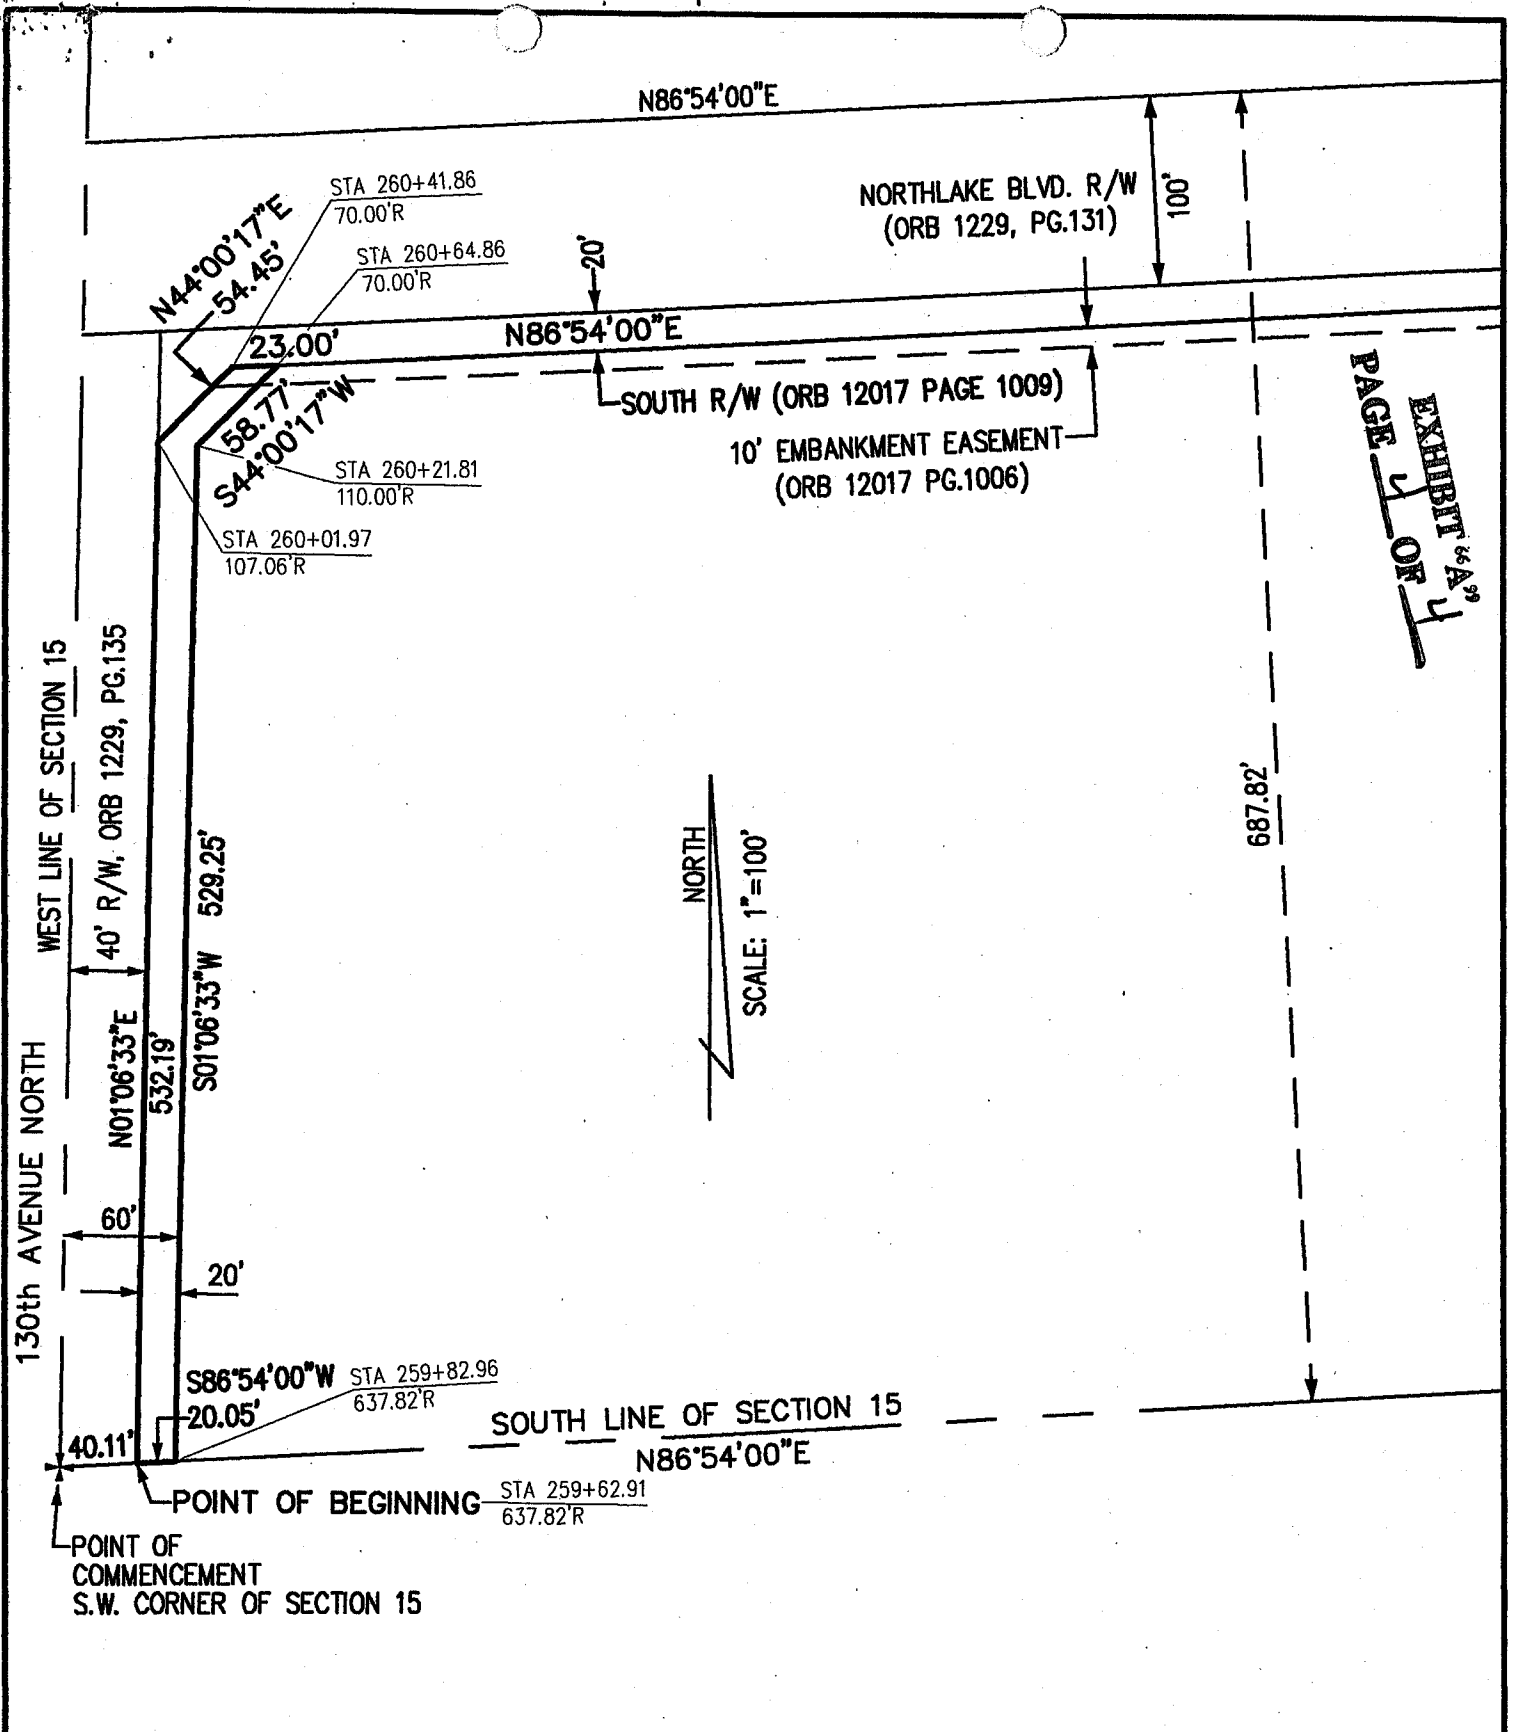 N86°54'00"E
STA 260+41.86
70.00'R
NORTHLAKE BLVD. R/W
(ORB 1229, PG.131)
100'
N44°00'17"E
54.45'
STA 260+64.86
70.00'R
20'
23.00'
N86°54'00"E
58.77'
S44°00'17"W
SOUTH R/W (ORB 12017 PAGE 1009)
10' EMBANKMENT EASEMENT
(ORB 12017 PG.1006)
EXHIBIT "A"
PAGE 4 OF 4
STA 260+21.81
110.00'R
STA 260+01.97
107.06'R
WEST LINE OF SECTION 15
40' R/W, ORB 1229, PG.135
687.82'
S01°06'33"W 529.25'
NORTH
SCALE: 1"=100'
130th AVENUE NORTH
N01°06'33"E
532.19'
60'
20'
S86°54'00"W
20.05'
STA 259+82.96
637.82'R
40.11'
SOUTH LINE OF SECTION 15
N86°54'00"E
POINT OF BEGINNING
STA 259+62.91
637.82'R
POINT OF
COMMENCEMENT
S.W. CORNER OF SECTION 15